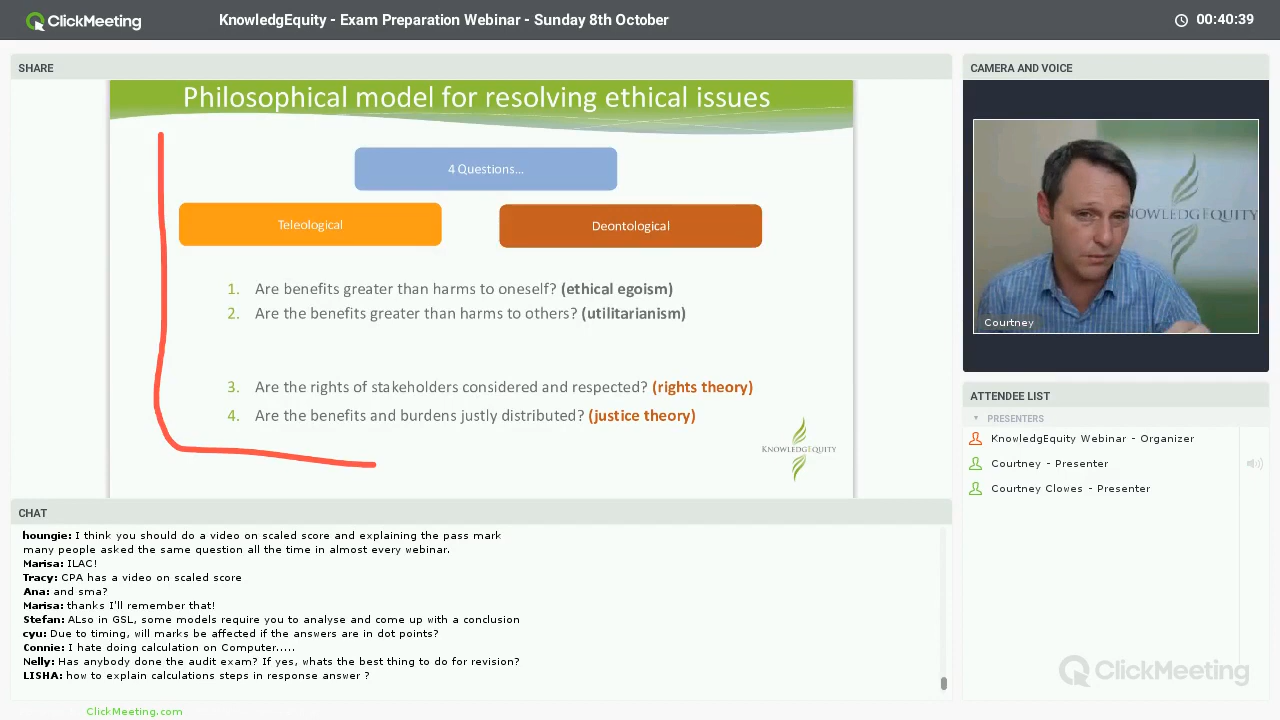 ClickMeeting
KnowledgEquity - Exam Preparation Webinar - Sunday 8th October
00:40:39
SHARE
Philosophical model for resolving ethical issues
4 Questions...
Teleological
Deontological
1. Are benefits greater than harms to oneself? (ethical egoism)
2. Are the benefits greater than harms to others? (utilitarianism)
3. Are the rights of stakeholders considered and respected? (rights theory)
4. Are the benefits and burdens justly distributed? (justice theory)
KNOWLEDGEQUITY
CAMERA AND VOICE
NOWLEDGEQUITY
Courtney
ATTENDEE LIST
PRESENTERS
KnowledgEquity Webinar - Organizer
Courtney - Presenter
Courtney Clowes - Presenter
CHAT
houngie: I think you should do a video on scaled score and explaining the pass mark
many people asked the same question all the time in almost every webinar.
Marisa: ILAC!
Tracy: CPA has a video on scaled score
Ana: and sma?
Marisa: thanks I'll remember that!
Stefan: ALso in GSL, some models require you to analyse and come up with a conclusion
cyu: Due to timing, will marks be affected if the answers are in dot points?
Connie: I hate doing calculation on Computer.....
Nelly: Has anybody done the audit exam? If yes, whats the best thing to do for revision?
LISHA: how to explain calculations steps in response answer ?
ClickMeeting
ClickMeeting.com